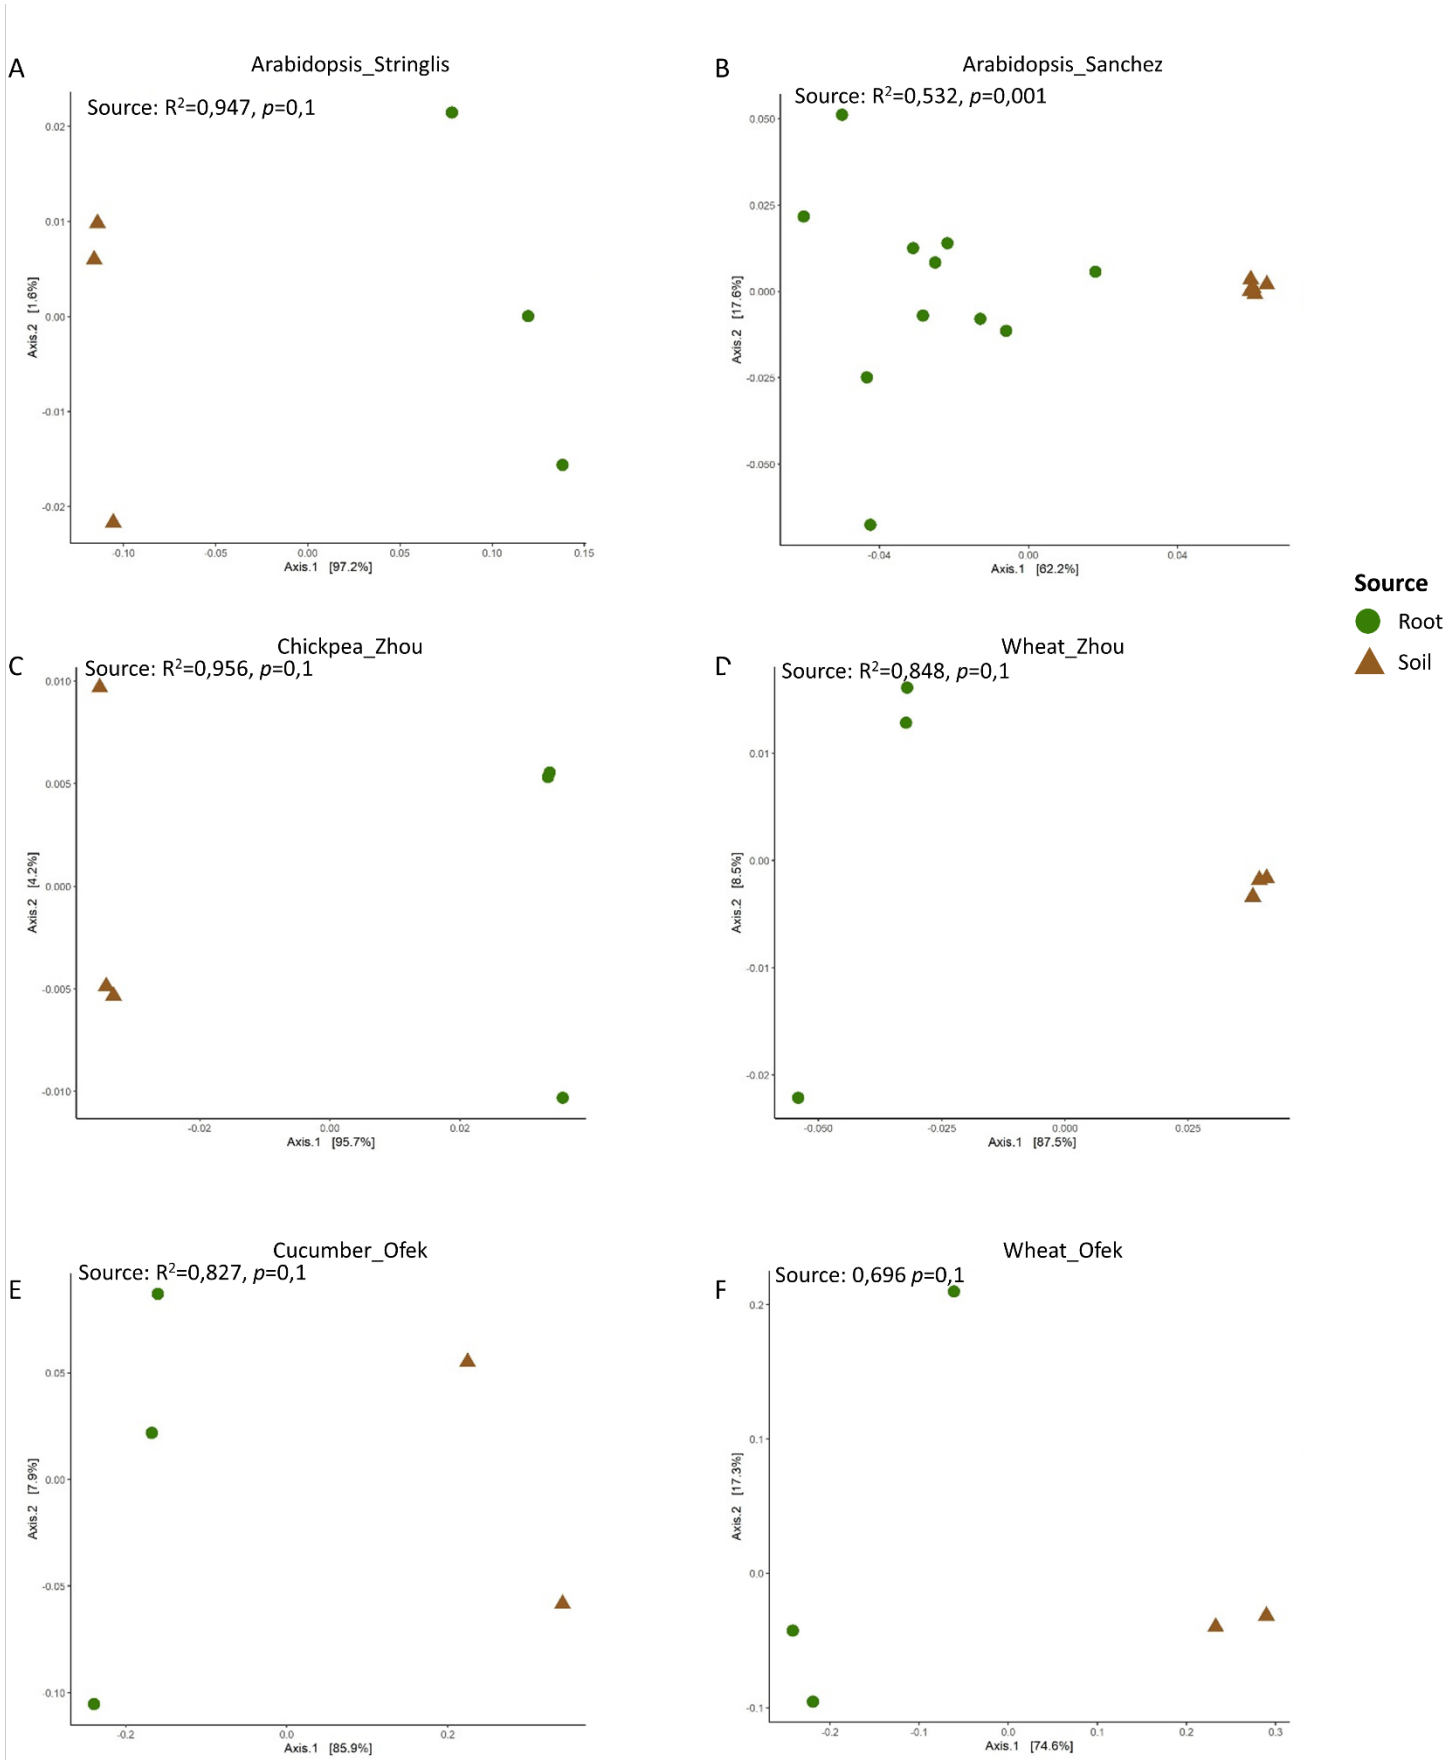 A
Arabidopsis_Stringlis
Source: R²=0,947, p=0,1
0.02
0.01
0.00
-0.01
-0.02
Axis.2 [1.6%]
-0.10
-0.05
0.00
0.05
0.10
0.15
Axis.1 [97.2%]
B
Arabidopsis_Sanchez
Source: R²=0,532, p=0,001
0.050
0.025
0.000
-0.025
-0.050
Axis.2 [17.6%]
-0.04
0.00
0.04
Axis.1 [62.2%]
Source
Root
Soil
C
Chickpea_Zhou
Source: R²=0,956, p=0,1
0.010
0.005
0.000
-0.005
-0.010
Axis.2 [4.2%]
-0.02
0.00
0.02
Axis.1 [95.7%]
D
Wheat_Zhou
Source: R²=0,848, p=0,1
0.01
0.00
-0.01
-0.02
Axis.2 [8.5%]
-0.050
-0.025
0.000
0.025
Axis.1 [87.5%]
E
Cucumber_Ofek
Source: R²=0,827, p=0,1
0.05
0.00
-0.05
-0.10
Axis.2 [7.9%]
-0.2
0.0
0.2
Axis.1 [85.9%]
F
Wheat_Ofek
Source: 0,696 p=0,1
0.2
0.1
0.0
-0.1
Axis.2 [17.3%]
-0.2
-0.1
0.0
0.1
0.2
0.3
Axis.1 [74.6%]